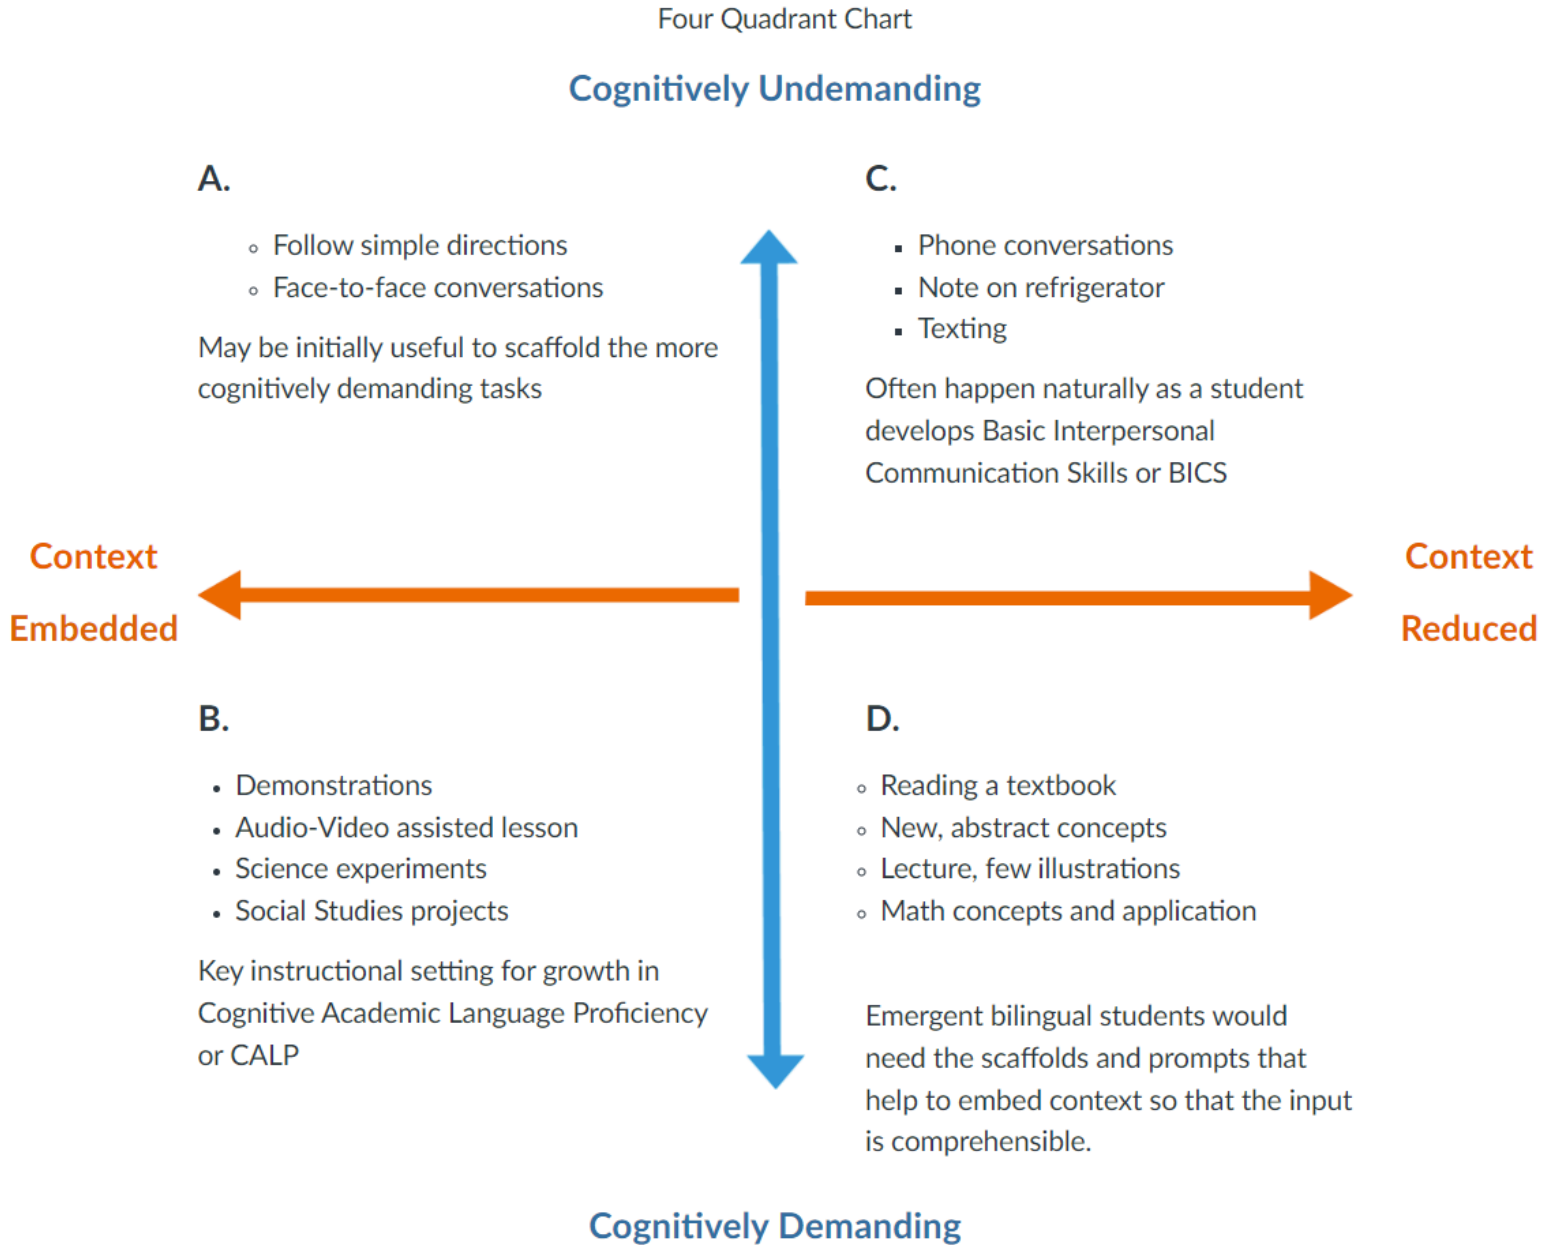 Four Quadrant Chart
Cognitively Undemanding
A.
Follow simple directions
Face-to-face conversations
May be initially useful to scaffold the more
cognitively demanding tasks
C.
Phone conversations
Note on refrigerator
Texting
Often happen naturally as a student
develops Basic Interpersonal
Communication Skills or BICS
Context
Embedded
Context
Reduced
B.
Demonstrations
Audio-Video assisted lesson
Science experiments
Social Studies projects
Key instructional setting for growth in
Cognitive Academic Language Proficiency
or CALP
D.
Reading a textbook
New, abstract concepts
Lecture, few illustrations
Math concepts and application
Emergent bilingual students would
need the scaffolds and prompts that
help to embed context so that the input
is comprehensible.
Cognitively Demanding